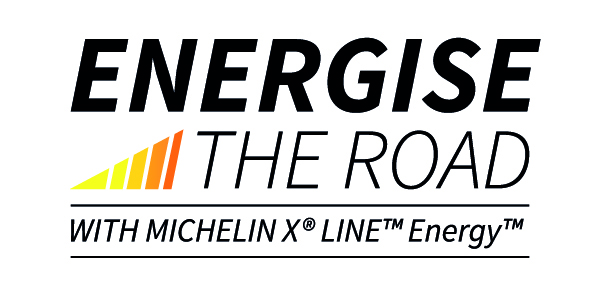 ENERGISE
THE ROAD
WITH MICHELIN X® LINE™ Energy™